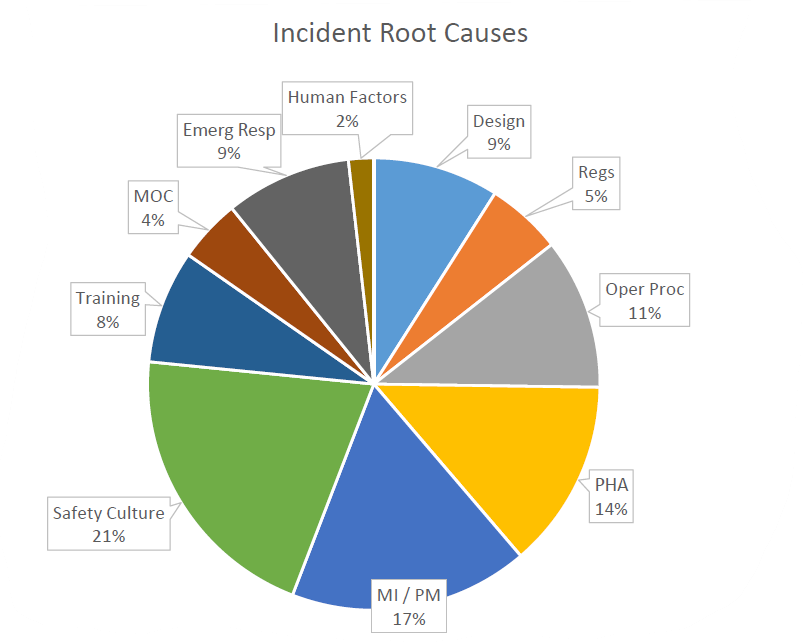 Incident Root Causes
Human Factors
2%
Design
9%
Emerg Resp
9%
Regs
5%
MOC
4%
Oper Proc
11%
Training
8%
PHA
14%
Safety Culture
21%
MI / PM
17%